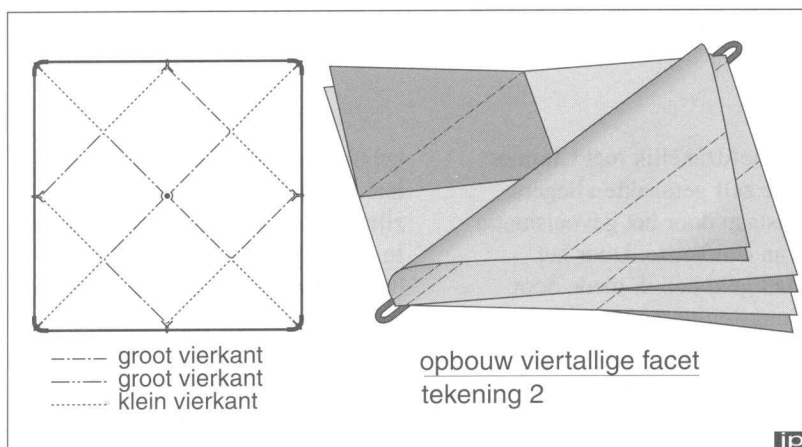 groot vierkant
groot vierkant
klein vierkant
opbouw viertallige facet
tekening 2
ip